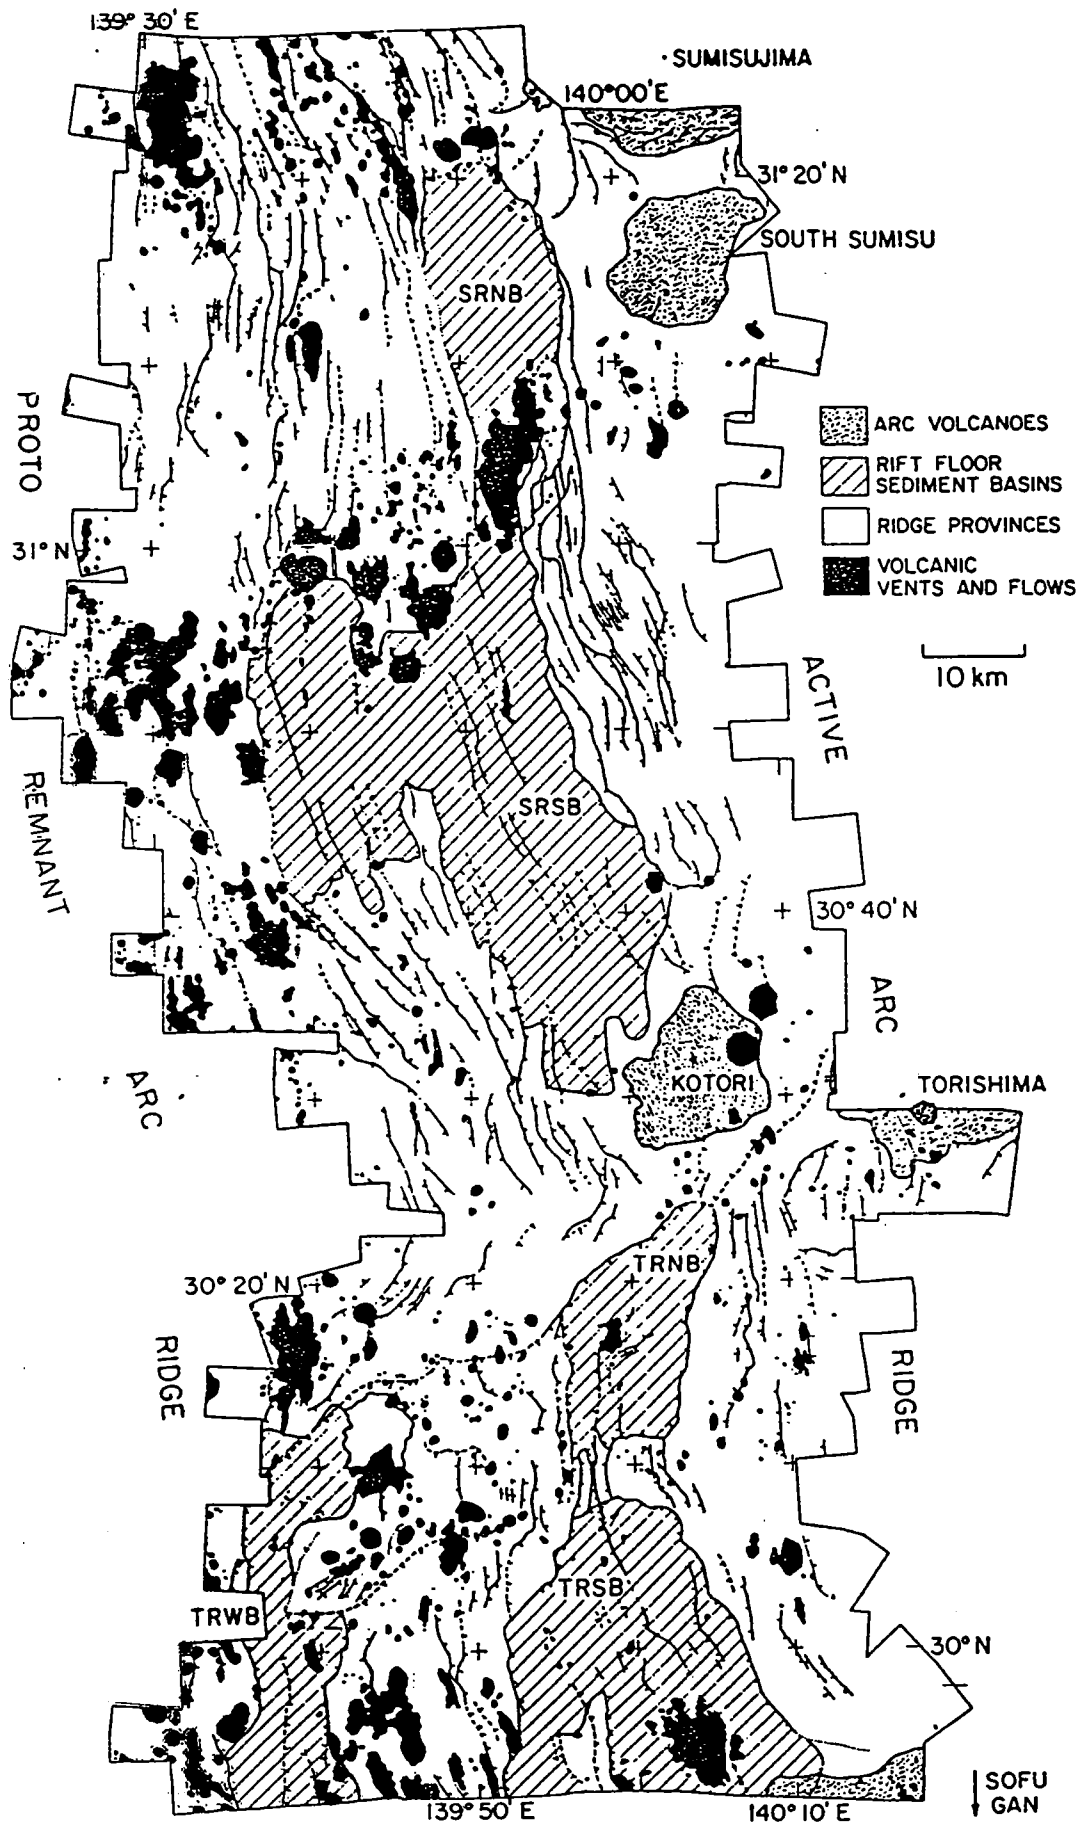 139° 30' E
SUMISUJIMA
140°00'E
31° 20' N
SOUTH SUMISU
SRNB
PROTO
ARC VOLCANOES
RIFT FLOOR
SEDIMENT BASINS
RIDGE PROVINCES
31° N
VOLCANIC
VENTS AND FLOWS
10 km
ACTIVE
REMNANT
SRSB
30° 40' N
ARC
ARC
KOTORI
TORISHIMA
TRNB
30° 20' N
RIDGE
RIDGE
TRSB
TRWB
30° N
SOFU
GAN
139° 50' E
140° 10' E